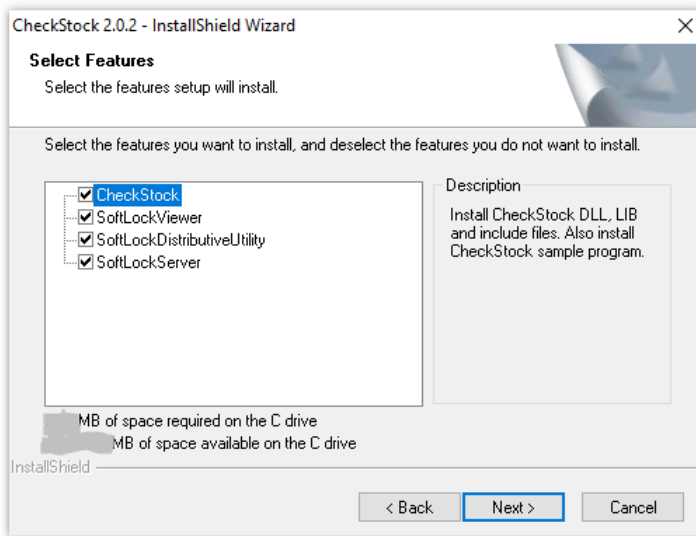 CheckStock 2.0.2 - InstallShield Wizard
Select Features
Select the features setup will install.
Select the features you want to install, and deselect the features you do not want to install.
CheckStock
SoftLockViewer
SoftLockDistributiveUtility
SoftLockServer
Description
Install CheckStock DLL, LIB
and include files. Also install
CheckStock sample program.
MB of space required on the C drive
MB of space available on the C drive
InstallShield
< Back
Next >
Cancel